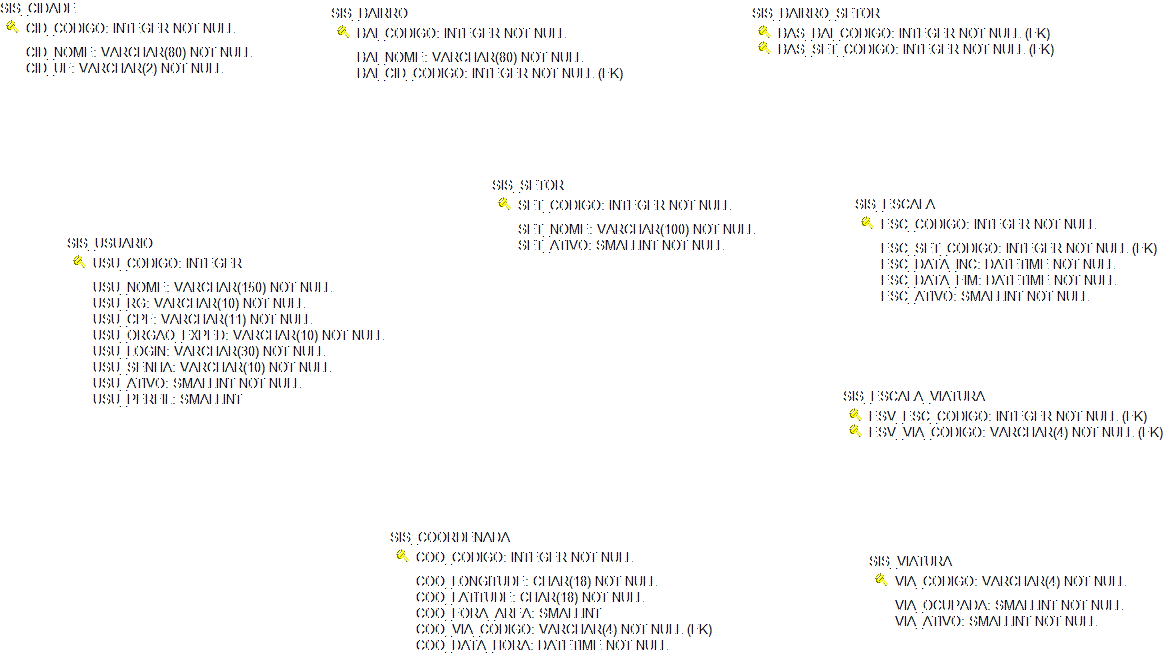 SIS_CIDADE
CID_CODIGO: INTEGER NOT NULL
CID_NOME: VARCHAR(80) NOT NULL
CID_UF: VARCHAR(2) NOT NULL
SIS_BAIRRO
BAI_CODIGO: INTEGER NOT NULL
BAI_NOME: VARCHAR(80) NOT NULL
BAI_CID_CODIGO: INTEGER NOT NULL (FK)
SIS_BAIRRO_SETOR
BAS_BAI_CODIGO: INTEGER NOT NULL (FK)
BAS_SET_CODIGO: INTEGER NOT NULL (FK)
SIS_SETOR
SET_CODIGO: INTEGER NOT NULL
SET_NOME: VARCHAR(100) NOT NULL
SET_ATIVO: SMALLINT NOT NULL
SIS_ESCALA
ESC_CODIGO: INTEGER NOT NULL
ESC_SET_CODIGO: INTEGER NOT NULL (FK)
ESC_DATA_INC: DATETIME NOT NULL
ESC_DATA_FIM: DATETIME NOT NULL
ESC_ATIVO: SMALLINT NOT NULL
SIS_USUARIO
USU_CODIGO: INTEGER
USU_NOME: VARCHAR(150) NOT NULL
USU_RG: VARCHAR(10) NOT NULL
USU_CPF: VARCHAR(11) NOT NULL
USU_ORGAO_EXPED: VARCHAR(10) NOT NULL
USU_LOGIN: VARCHAR(30) NOT NULL
USU_SENHA: VARCHAR(10) NOT NULL
USU_ATIVO: SMALLINT NOT NULL
USU_PERFIL: SMALLINT
SIS_ESCALA_VIATURA
ESV_ESC_CODIGO: INTEGER NOT NULL (FK)
ESV_VIA_CODIGO: VARCHAR(4) NOT NULL (FK)
SIS_COORDENADA
COO_CODIGO: INTEGER NOT NULL
COO_LONGITUDE: CHAR(18) NOT NULL
COO_LATITUDE: CHAR(18) NOT NULL
COO_FORA_AREA: SMALLINT
COO_VIA_CODIGO: VARCHAR(4) NOT NULL (FK)
COO_DATA_HORA: DATETIME NOT NULL
SIS_VIATURA
VIA_CODIGO: VARCHAR(4) NOT NULL
VIA_OCUPADA: SMALLINT NOT NULL
VIA_ATIVO: SMALLINT NOT NULL